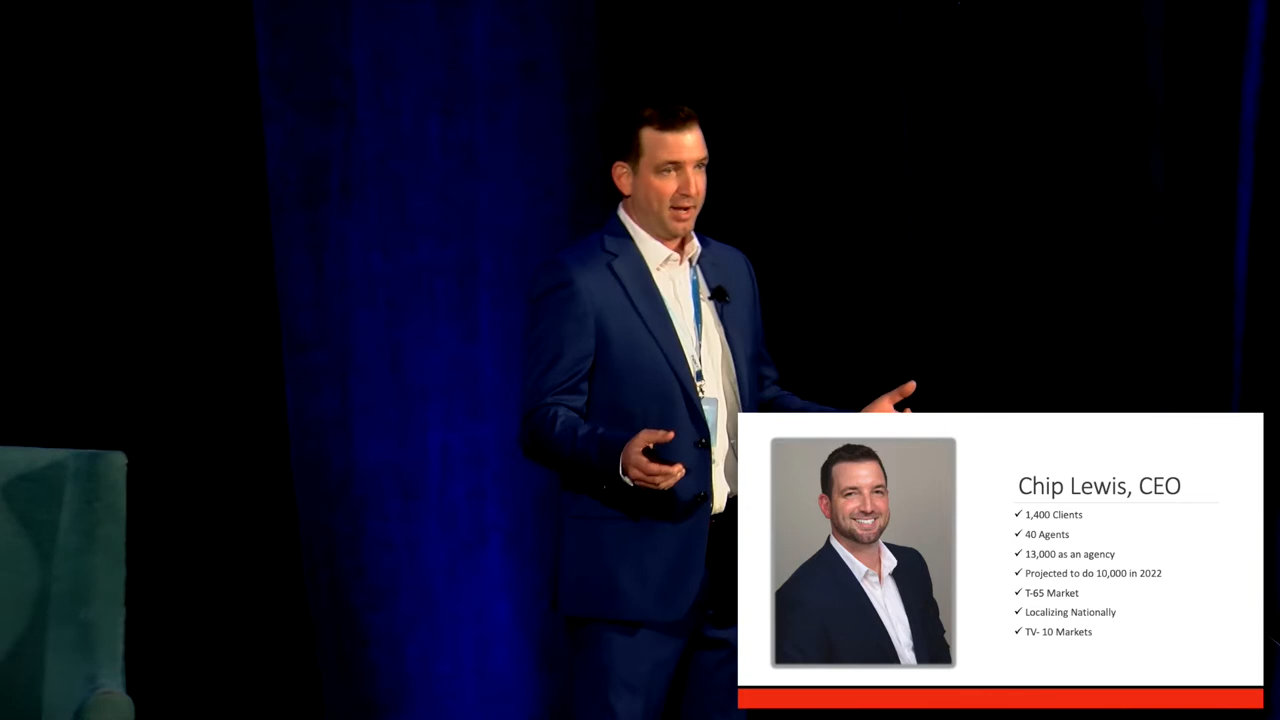 Chip Lewis, CEO
✓ 1,400 Clients
✓ 40 Agents
✓ 13,000 as an agency
✓ Projected to do 10,000 in 2022
✓ T-65 Market
✓ Localizing Nationally
✓ TV- 10 Markets